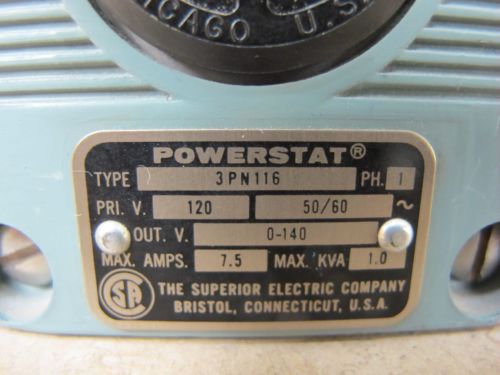 CHICAGO U.S.A.
POWERSTAT®
TYPE 3PN116 PH. 1
PRI. V. 120 50/60 ~
OUT. V. 0-140
MAX. AMPS. 7.5 MAX. KVA 1.0
SA THE SUPERIOR ELECTRIC COMPANY
BRISTOL, CONNECTICUT, U.S.A.